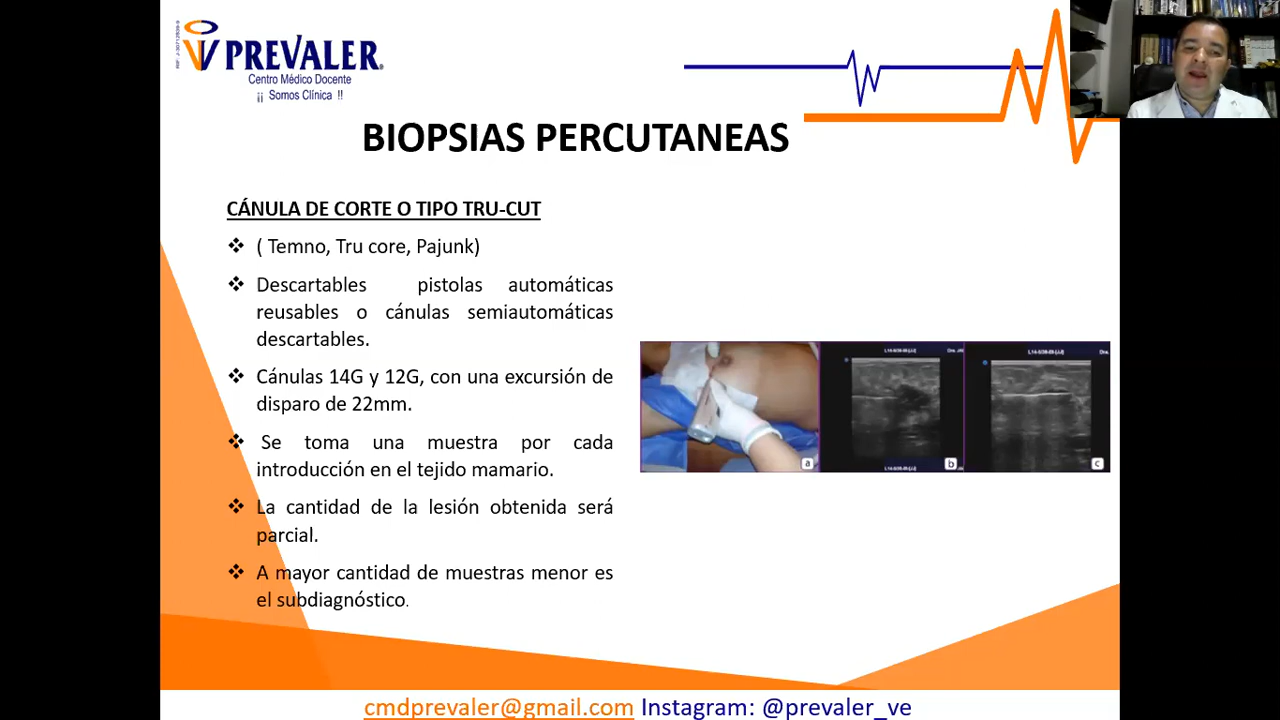 PREVALER
Centro Médico Docente
¡¡ Somos Clínica !!
BIOPSIAS PERCUTANEAS
CÁNULA DE CORTE O TIPO TRU-CUT
❖ ( Temno, Tru core, Pajunk)
❖ Descartables pistolas automáticas
reusables o cánulas semiautomáticas
descartables.
❖ Cánulas 14G y 12G, con una excursión de
disparo de 22mm.
❖ Se toma una muestra por cada
introducción en el tejido mamario.
❖ La cantidad de la lesión obtenida será
parcial.
❖ A mayor cantidad de muestras menor es
el subdiagnóstico.
a
b
c
cmdprevaler@gmail.com Instagram: @prevaler_ve